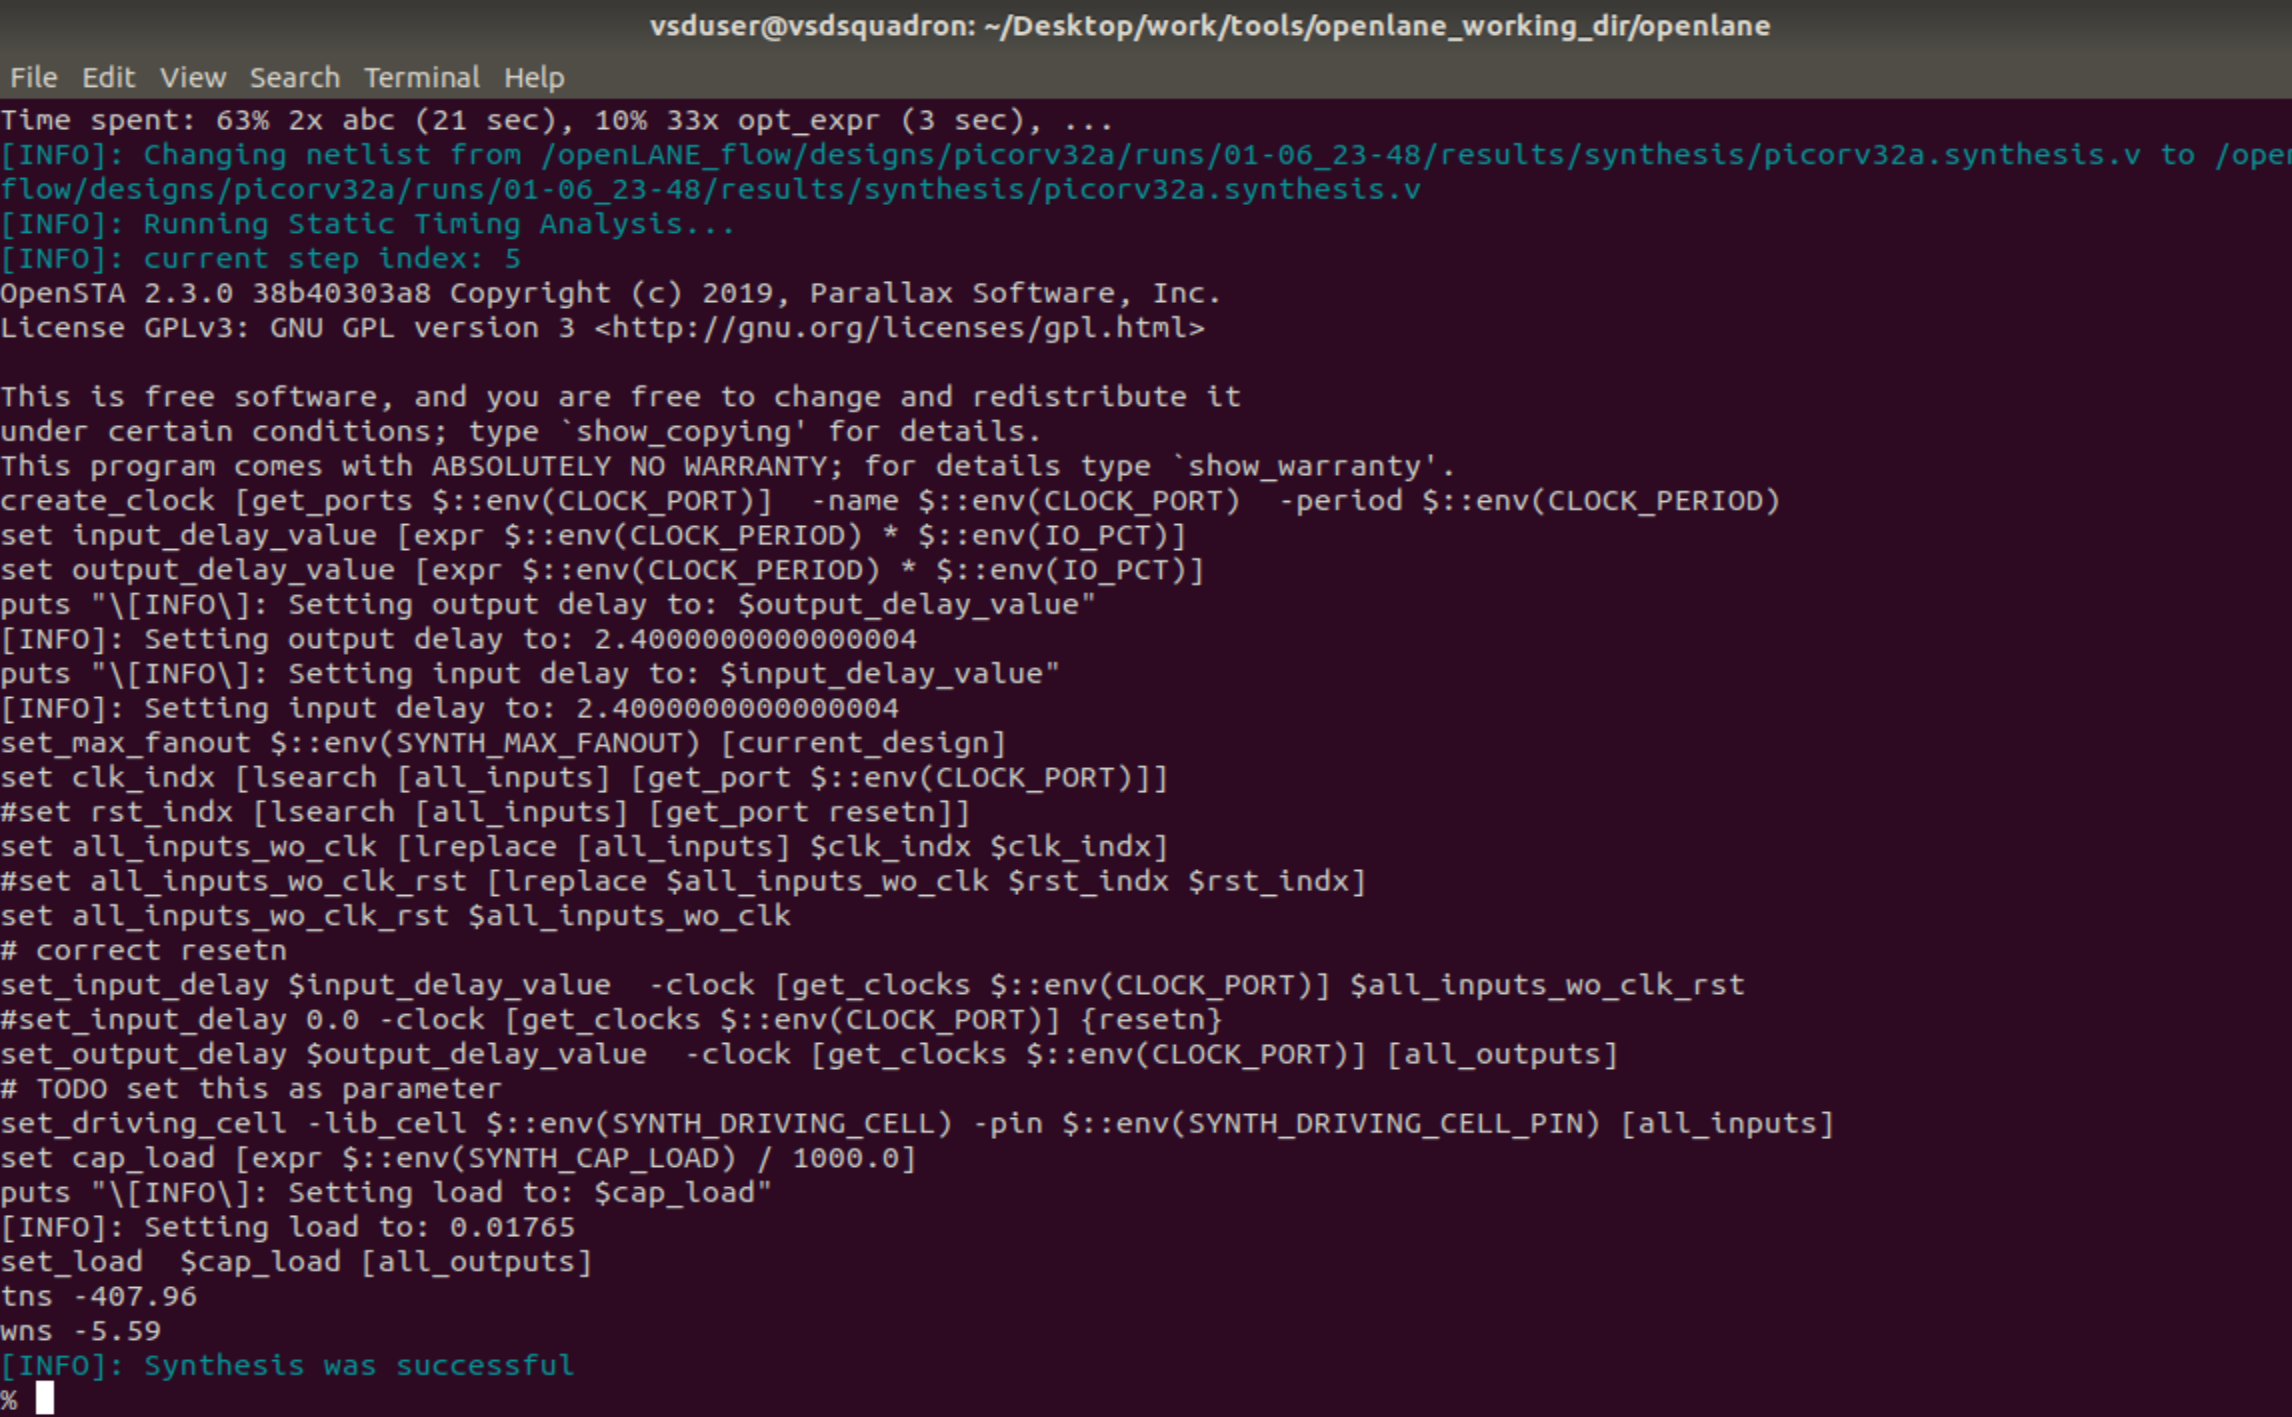 vsduser@vsdsquadron: ~/Desktop/work/tools/openlane_working_dir/openlane
File Edit View Search Terminal Help
Time spent: 63% 2x abc (21 sec), 10% 33x opt_expr (3 sec), ...
[INFO]: Changing netlist from /openLANE_flow/designs/picorv32a/runs/01-06_23-48/results/synthesis/picorv32a.synthesis.v to /open
flow/designs/picorv32a/runs/01-06_23-48/results/synthesis/picorv32a.synthesis.v
[INFO]: Running Static Timing Analysis...
[INFO]: current step index: 5
OpenSTA 2.3.0 38b40303a8 Copyright (c) 2019, Parallax Software, Inc.
License GPLv3: GNU GPL version 3 <http://gnu.org/licenses/gpl.html>

This is free software, and you are free to change and redistribute it
under certain conditions; type `show_copying' for details.
This program comes with ABSOLUTELY NO WARRANTY; for details type `show_warranty'.
create_clock [get_ports $::env(CLOCK_PORT)]  -name $::env(CLOCK_PORT)  -period $::env(CLOCK_PERIOD)
set input_delay_value [expr $::env(CLOCK_PERIOD) * $::env(IO_PCT)]
set output_delay_value [expr $::env(CLOCK_PERIOD) * $::env(IO_PCT)]
puts "\[INFO\]: Setting output delay to: $output_delay_value"
[INFO]: Setting output delay to: 2.4000000000000004
puts "\[INFO\]: Setting input delay to: $input_delay_value"
[INFO]: Setting input delay to: 2.4000000000000004
set_max_fanout $::env(SYNTH_MAX_FANOUT) [current_design]
set clk_indx [lsearch [all_inputs] [get_port $::env(CLOCK_PORT)]]
#set rst_indx [lsearch [all_inputs] [get_port resetn]]
set all_inputs_wo_clk [lreplace [all_inputs] $clk_indx $clk_indx]
#set all_inputs_wo_clk_rst [lreplace $all_inputs_wo_clk $rst_indx $rst_indx]
set all_inputs_wo_clk_rst $all_inputs_wo_clk
# correct resetn
set_input_delay $input_delay_value  -clock [get_clocks $::env(CLOCK_PORT)] $all_inputs_wo_clk_rst
#set_input_delay 0.0 -clock [get_clocks $::env(CLOCK_PORT)] {resetn}
set_output_delay $output_delay_value  -clock [get_clocks $::env(CLOCK_PORT)] [all_outputs]
# TODO set this as parameter
set_driving_cell -lib_cell $::env(SYNTH_DRIVING_CELL) -pin $::env(SYNTH_DRIVING_CELL_PIN) [all_inputs]
set cap_load [expr $::env(SYNTH_CAP_LOAD) / 1000.0]
puts "\[INFO\]: Setting load to: $cap_load"
[INFO]: Setting load to: 0.01765
set_load  $cap_load [all_outputs]
tns -407.96
wns -5.59
[INFO]: Synthesis was successful
%